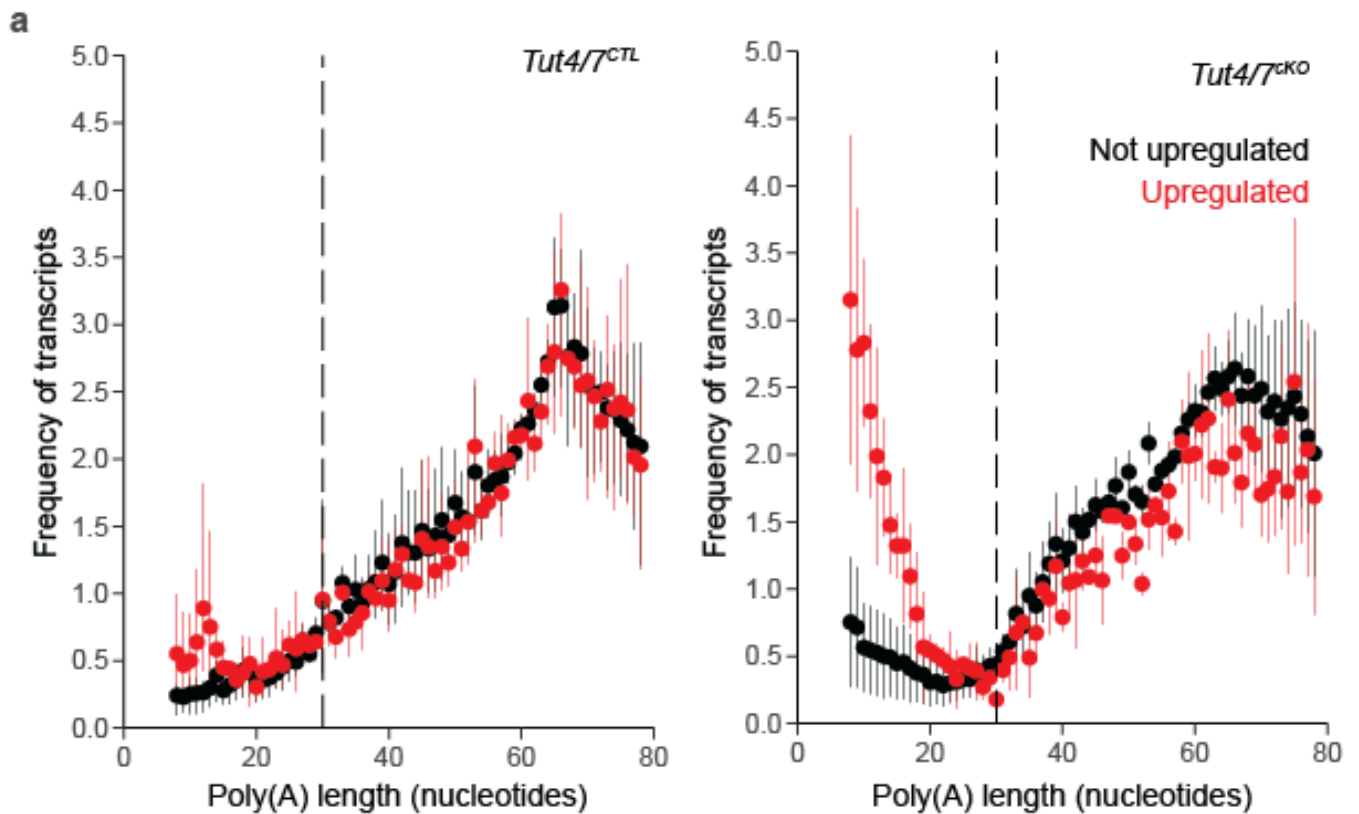 a
Tut4/7CTL
5.0
4.5
4.0
3.5
3.0
2.5
2.0
1.5
1.0
0.5
0.0
Frequency of transcripts
0 20 40 60 80
Poly(A) length (nucleotides)
Tut4/7cKO
Not upregulated
Upregulated
5.0
4.5
4.0
3.5
3.0
2.5
2.0
1.5
1.0
0.5
0.0
Frequency of transcripts
0 20 40 60 80
Poly(A) length (nucleotides)